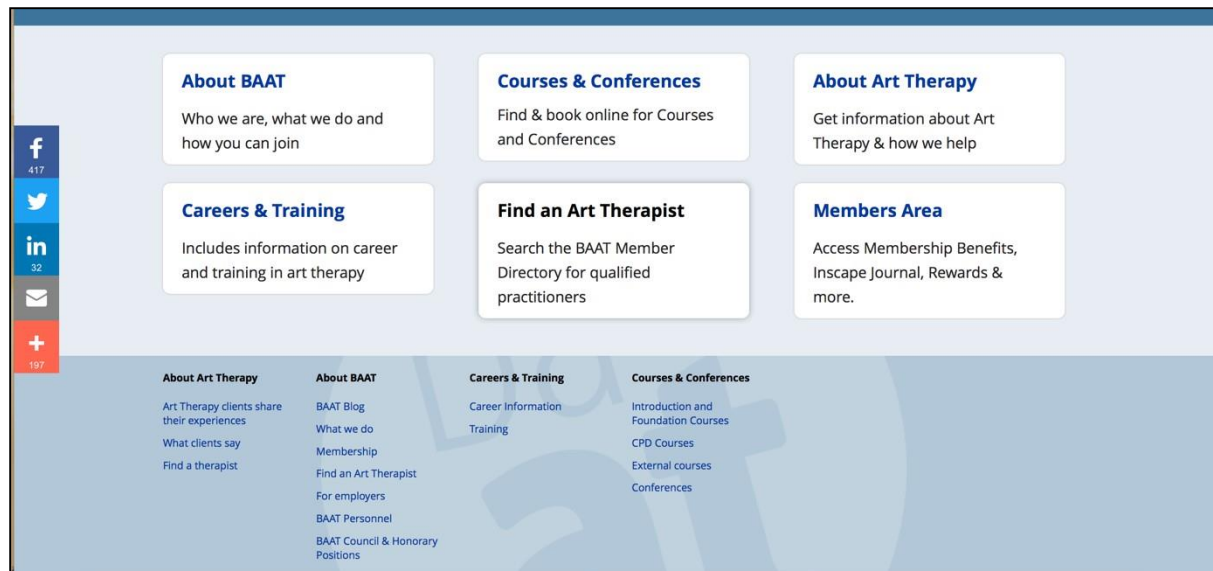 About BAAT
Who we are, what we do and
how you can join
Courses & Conferences
Find & book online for Courses
and Conferences
About Art Therapy
Get information about Art
Therapy & how we help
f
417
in
32
197
Careers & Training
Includes information on career
and training in art therapy
Find an Art Therapist
Search the BAAT Member
Directory for qualified
practitioners
Members Area
Access Membership Benefits,
Inscape Journal, Rewards &
more.
About Art Therapy
Art Therapy clients share
their experiences
What clients say
Find a therapist
About BAAT
BAAT Blog
What we do
Membership
Find an Art Therapist
For employers
BAAT Personnel
BAAT Council & Honorary
Positions
Careers & Training
Career Information
Training
Courses & Conferences
Introduction and
Foundation Courses
CPD Courses
External courses
Conferences